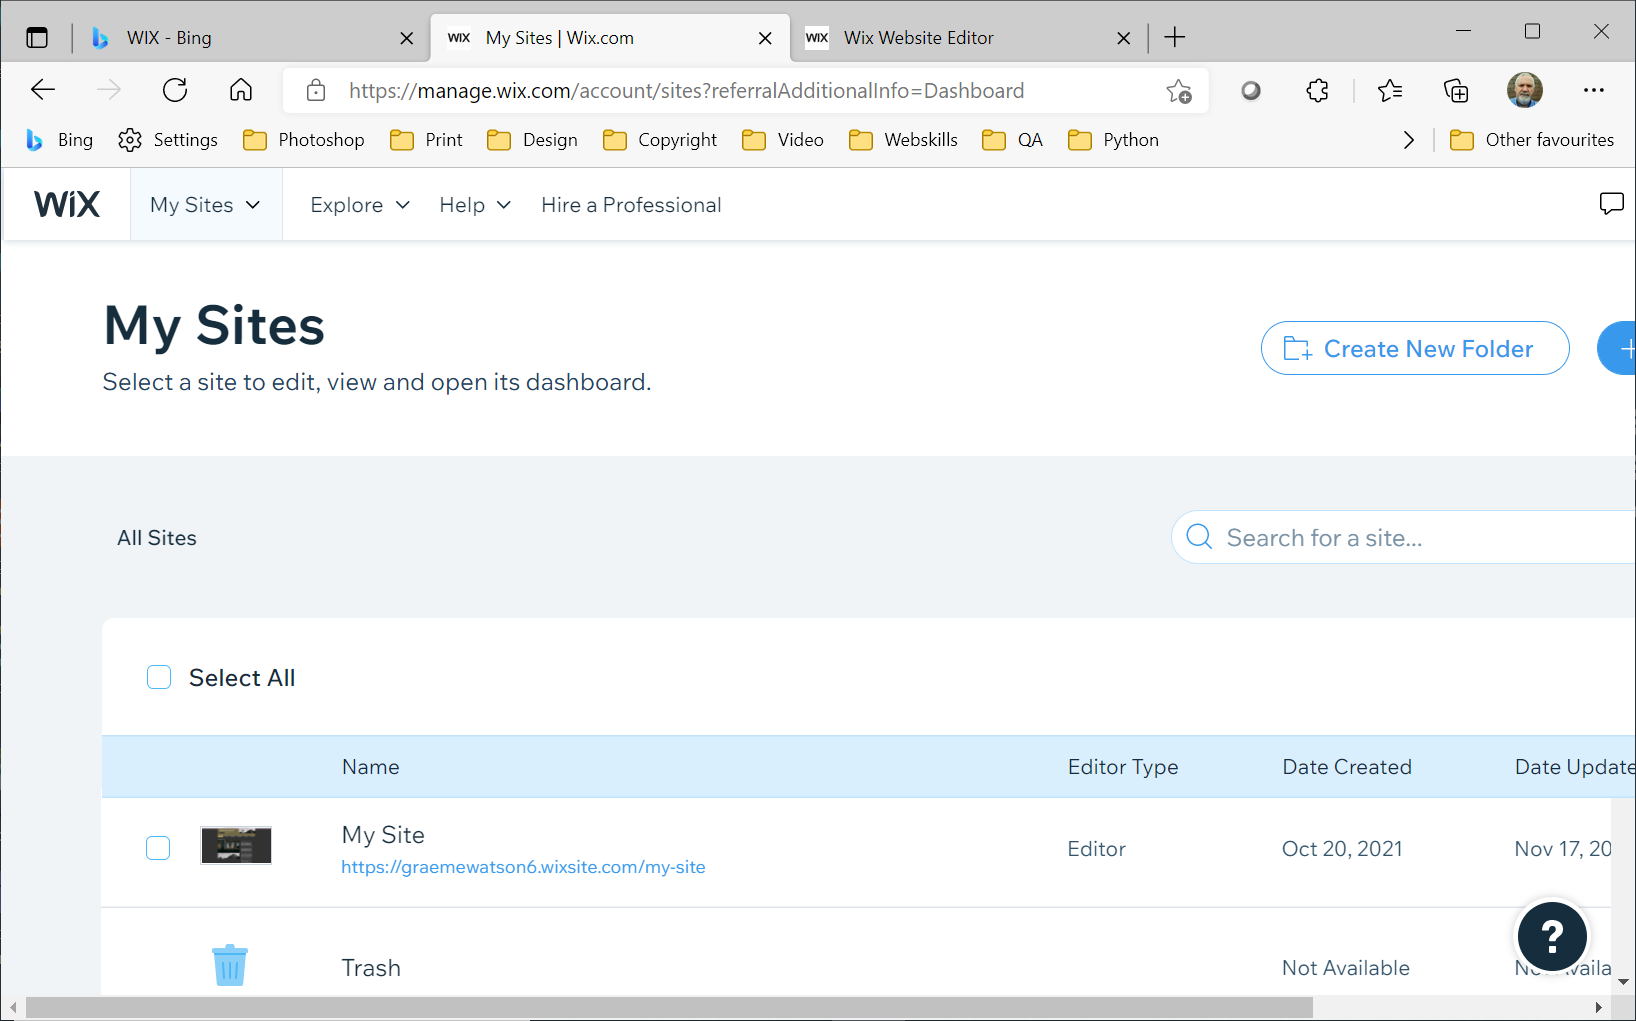 WIX - Bing
WIX My Sites | Wix.com
WIX Wix Website Editor
https://manage.wix.com/account/sites?referralAdditionalInfo=Dashboard
Bing Settings Photoshop Print Design Copyright Video Webskills QA Python Other favourites
WiX My Sites Explore Help Hire a Professional
My Sites
Create New Folder
Select a site to edit, view and open its dashboard.
All Sites
Search for a site...
Select All
Name Editor Type Date Created Date Update
My Site
https://graemewatson6.wixsite.com/my-site
Editor Oct 20, 2021 Nov 17, 20
?
Trash Not Available